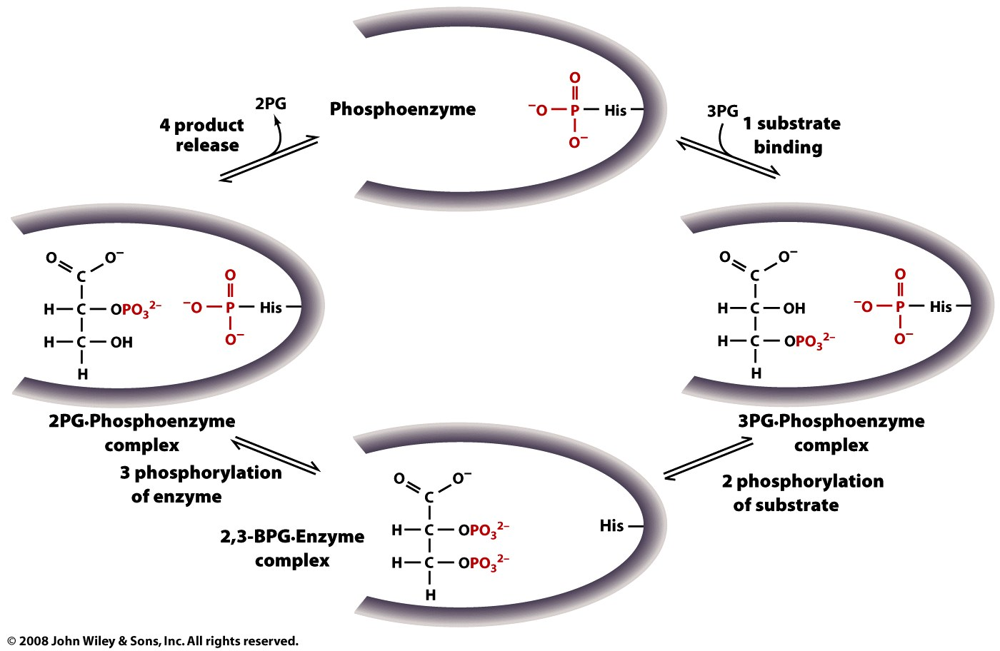 Phosphoenzyme
O
⁻O
P
His
O⁻
3PG
1 substrate
binding
O
O⁻
C
H
C
OH
H
C
OPO₃²⁻
H
O
⁻O
P
His
O⁻
3PG·Phosphoenzyme
complex
2 phosphorylation
of substrate
O
O⁻
C
H
C
OPO₃²⁻
H
C
OPO₃²⁻
H
His
2,3-BPG·Enzyme
complex
3 phosphorylation
of enzyme
O
O⁻
C
H
C
OPO₃²⁻
H
C
OH
H
O
⁻O
P
His
O⁻
2PG·Phosphoenzyme
complex
4 product
release
2PG
© 2008 John Wiley & Sons, Inc. All rights reserved.